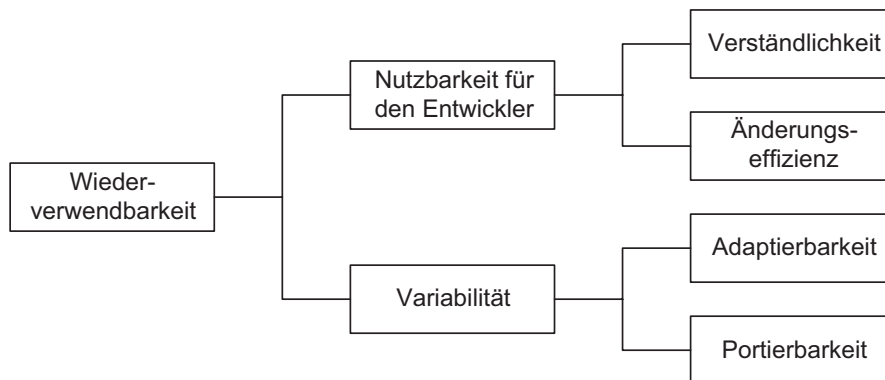 Wieder-
verwendbarkeit
Nutzbarkeit für
den Entwickler
Verständlichkeit
Änderungs-
effizienz
Variabilität
Adaptierbarkeit
Portierbarkeit